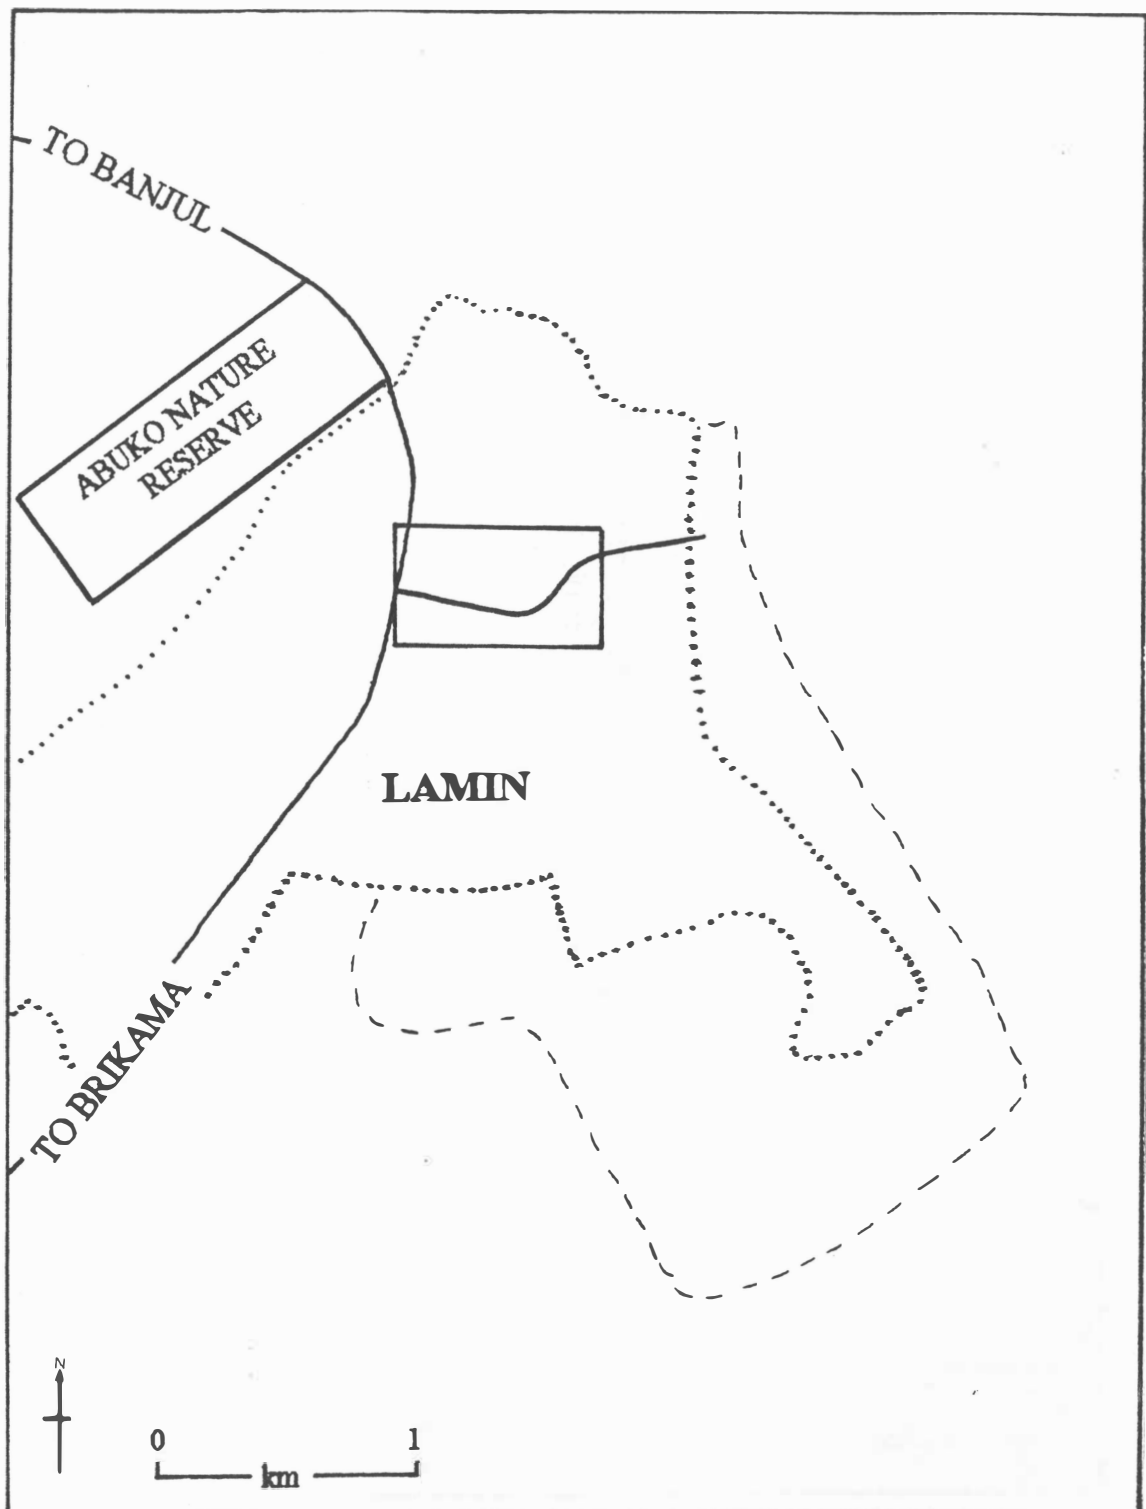 TO BANJUL
ABUKO NATURE
RESERVE
LAMIN
TO BRIKAMA
N
0 1
km